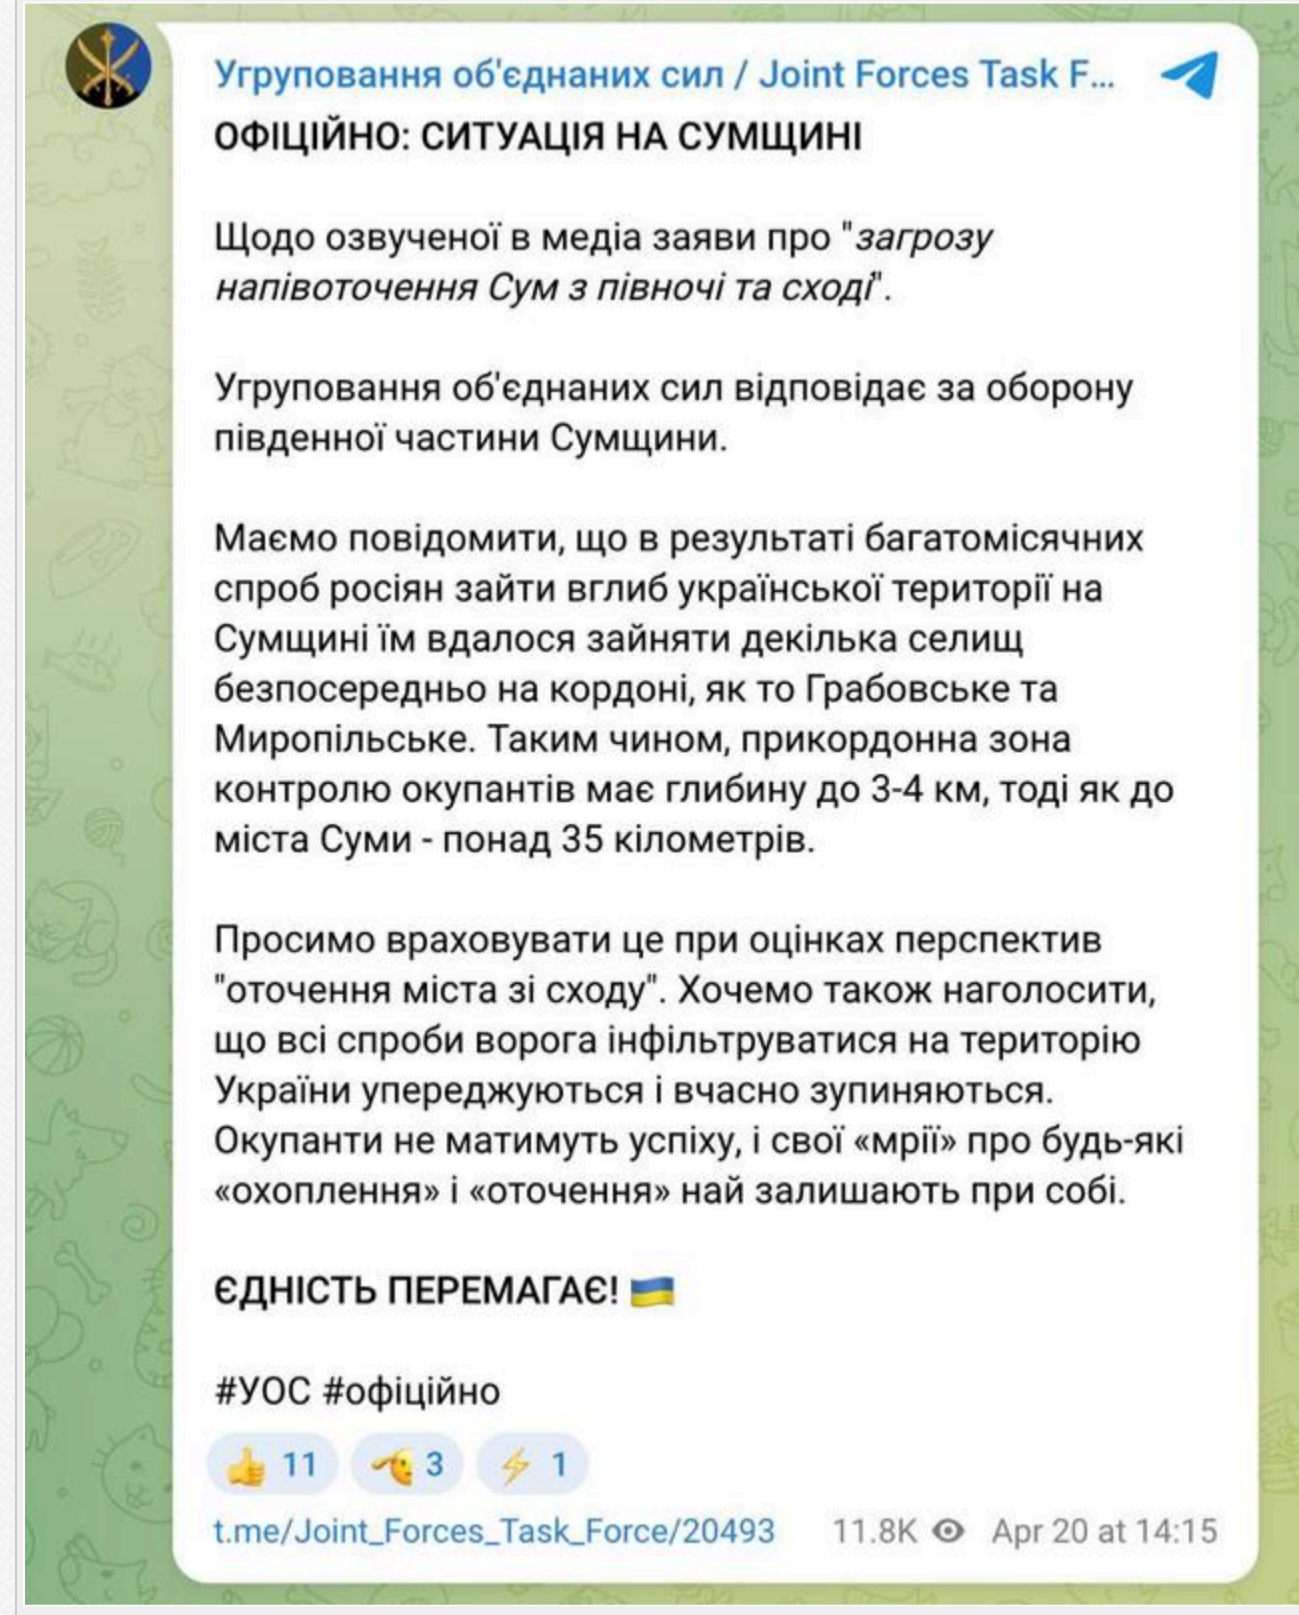 Угруповання об'єднаних сил / Joint Forces Task F...
ОФІЦІЙНО: СИТУАЦІЯ НА СУМЩИНІ
Щодо озвученої в медіа заяви про "загрозу
напівоточення Сум з півночі та сході".
Угруповання об'єднаних сил відповідає за оборону
південної частини Сумщини.
Маємо повідомити, що в результаті багатомісячних
спроб росіян зайти вглиб української території на
Сумщині їм вдалося зайняти декілька селищ
безпосередньо на кордоні, як то Грабовське та
Миропільське. Таким чином, прикордонна зона
контролю окупантів має глибину до 3-4 км, тоді як до
міста Суми - понад 35 кілометрів.
Просимо враховувати це при оцінках перспектив
"оточення міста зі сходу". Хочемо також наголосити,
що всі спроби ворога інфільтруватися на територію
України упереджуються і вчасно зупиняються.
Окупанти не матимуть успіху, і свої «мрії» про будь-які
«охоплення» і «оточення» най залишають при собі.
ЄДНІСТЬ ПЕРЕМАГАЄ! 🇺🇦
#УОС #офіційно
👍 11 🫡 3 ⚡ 1
t.me/Joint_Forces_Task_Force/20493 11.8K Apr 20 at 14:15